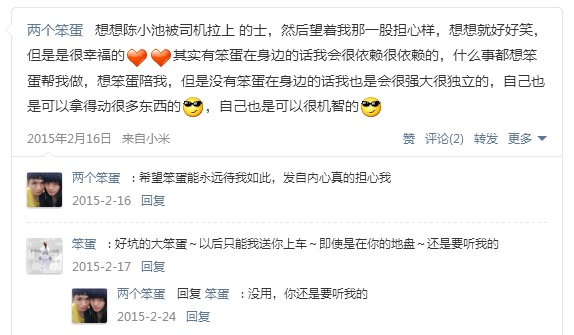 两个笨蛋 想想陈小池被司机拉上 的士，然后望着我那一股担心样，想想就好好笑，
但是是很幸福的 其实有笨蛋在身边的话我会很依赖很依赖的，什么事都想笨
蛋帮我做，想笨蛋陪我，但是没有笨蛋在身边的话我也是会很强大很独立的，自己也
是可以拿得动很多东西的，自己也是可以很机智的
2015年2月16日 来自小米 赞 评论(2) 转发 更多
两个笨蛋 ：希望笨蛋能永远待我如此，发自内心真的担心我
2015-2-16 回复
笨蛋 ：好坑的大笨蛋～以后只能我送你上车～即使是在你的地盘～还是要听我的
2015-2-17 回复
两个笨蛋 回复 笨蛋 ：没用，你还是要听我的
2015-2-24 回复